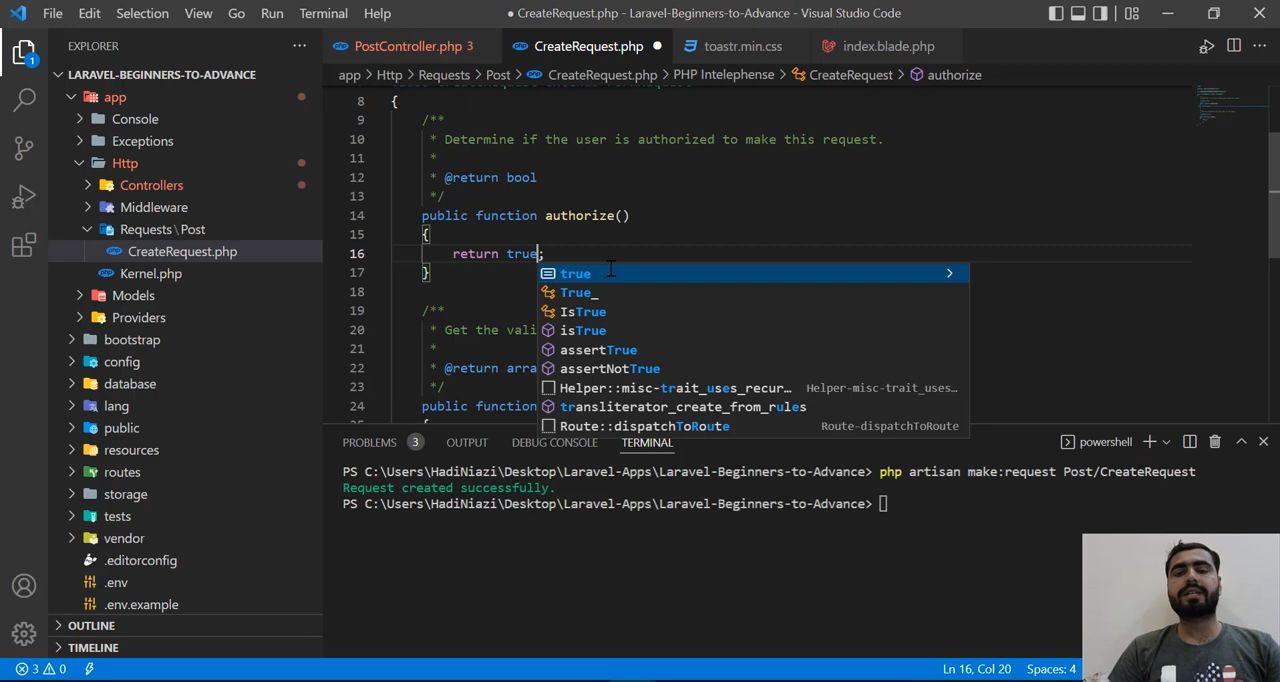 File Edit Selection View Go Run Terminal Help
● CreateRequest.php - Laravel-Beginners-to-Advance - Visual Studio Code
EXPLORER
PostController.php 3
CreateRequest.php
toastr.min.css
index.blade.php
1
LARAVEL-BEGINNERS-TO-ADVANCE
app
Console
Exceptions
Http
Controllers
Middleware
Requests \ Post
CreateRequest.php
Kernel.php
Models
Providers
bootstrap
config
database
lang
public
resources
routes
storage
tests
vendor
.editorconfig
.env
.env.example
OUTLINE
TIMELINE
app > Http > Requests > Post > CreateRequest.php > PHP Intelephense > CreateRequest > authorize
8 {
9 /**
10 * Determine if the user is authorized to make this request.
11 *
12 * @return bool
13 */
14 public function authorize()
15 {
16 return true;
17 }
18
19 /**
20 * Get the vali
21 *
22 * @return arra
23 */
24 public function
true
True_
IsTrue
isTrue
assertTrue
assertNotTrue
Helper::misc-trait_uses_recur... Helper-misc-trait_uses...
transliterator_create_from_rules
Route::dispatchToRoute Route-dispatchToRoute
PROBLEMS 3 OUTPUT DEBUG CONSOLE TERMINAL
powershell
PS C:\Users\HadiNiazi\Desktop\Laravel-Apps\Laravel-Beginners-to-Advance> php artisan make:request Post/CreateRequest
Request created successfully.
PS C:\Users\HadiNiazi\Desktop\Laravel-Apps\Laravel-Beginners-to-Advance>
3 0
Ln 16, Col 20 Spaces: 4